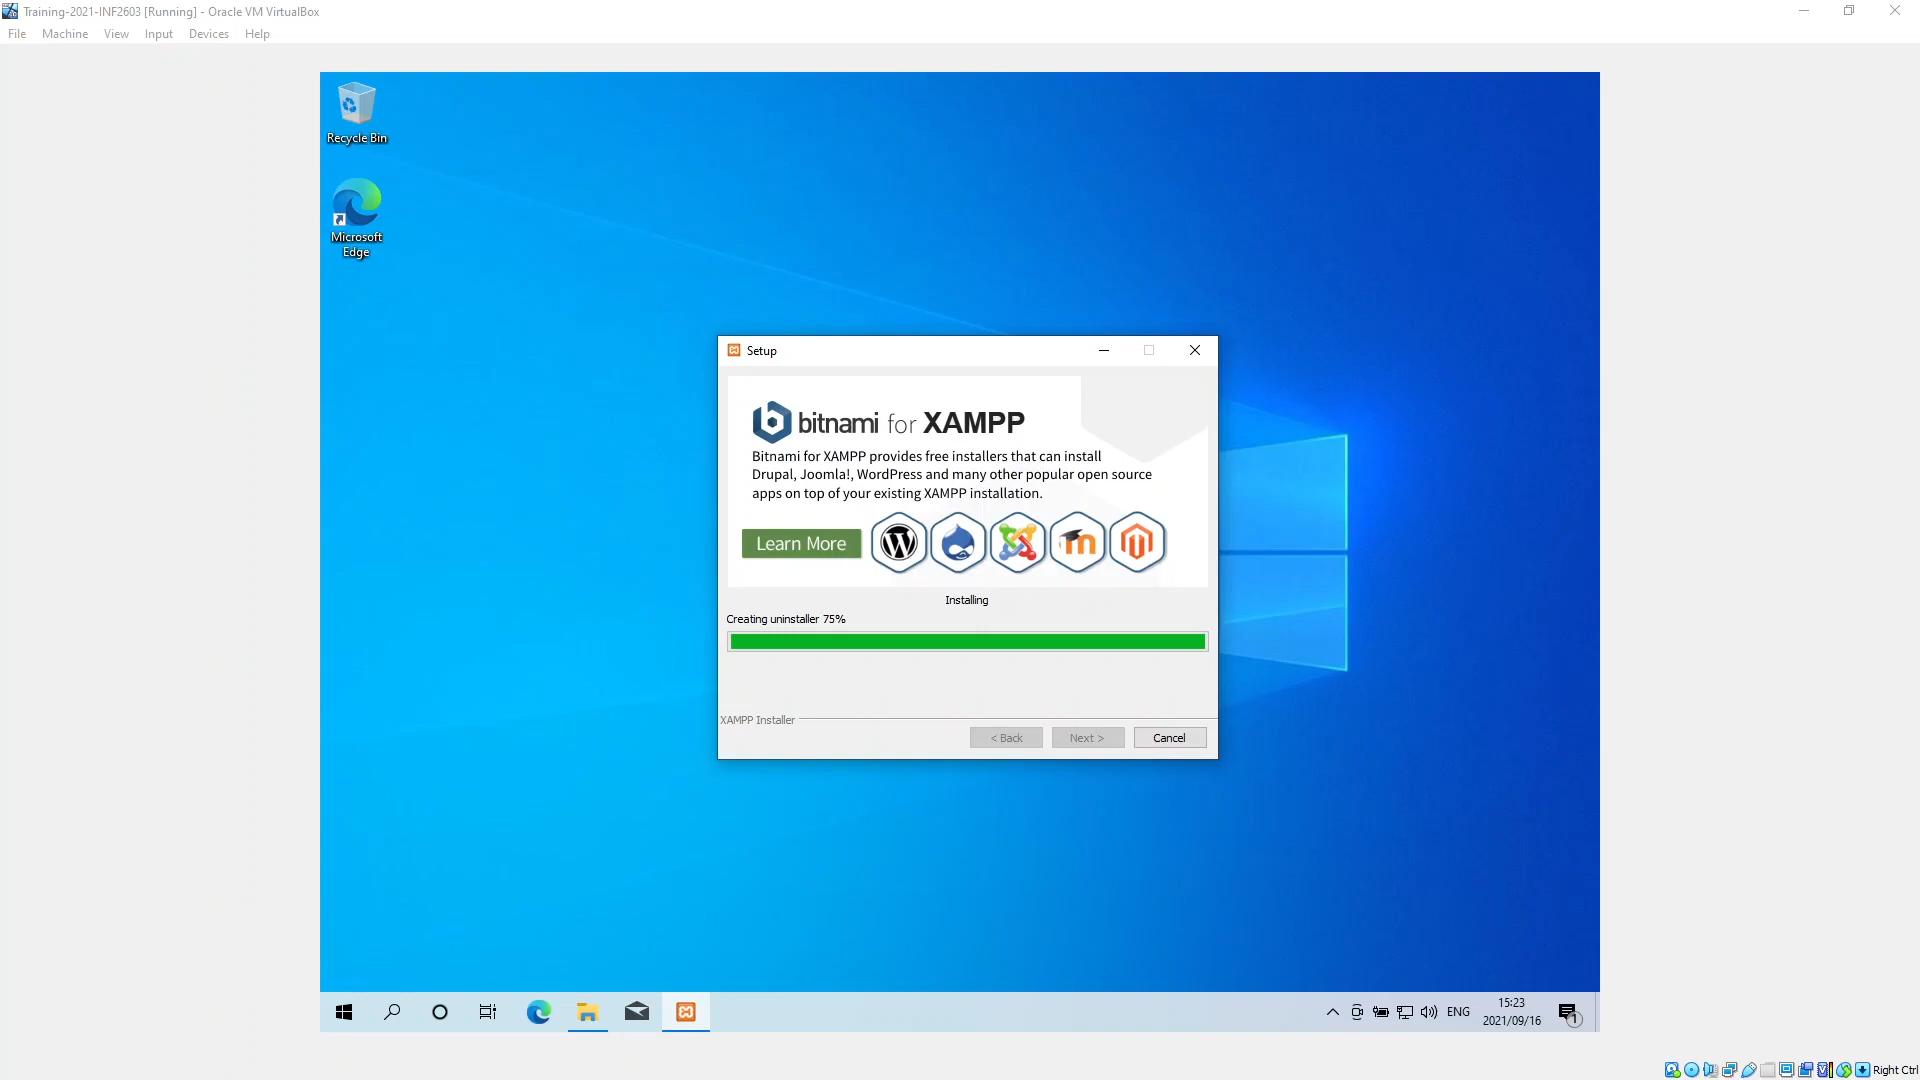 Training-2021-INF2603 [Running] - Oracle VM VirtualBox
File Machine View Input Devices Help
Recycle Bin
Microsoft
Edge
Setup
bitnami for XAMPP
Bitnami for XAMPP provides free installers that can install
Drupal, Joomla!, WordPress and many other popular open source
apps on top of your existing XAMPP installation.
Learn More
Installing
Creating uninstaller 75%
XAMPP Installer
< Back Next > Cancel
ENG
15:23
2021/09/16
1
Right Ctrl